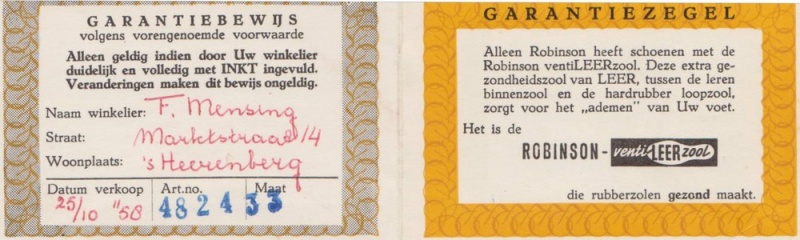 GARANTIEBEWIJS
volgens vorengenoemde voorwaarde
Alleen geldig indien door Uw winkelier
duidelijk en volledig met INKT ingevuld.
Veranderingen maken dit bewijs ongeldig.
Naam winkelier: F. Mensing
Straat: Marktstraat 14
Woonplaats: 's Heerenberg
Datum verkoop Art.no. Maat
25/10 "58 4824 33
GARANTIEZEGEL
Alleen Robinson heeft schoenen met de
Robinson ventiLEERzool. Deze extra ge-
zondheidszool van LEER, tussen de leren
binnenzool en de hardrubber loopzool,
zorgt voor het „ademen" van Uw voet.
Het is de
ROBINSON - ventiLEERzool
die rubberzolen gezond maakt.